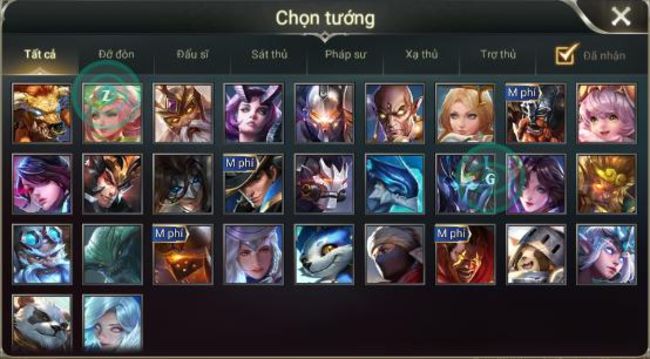 Chọn tướng
Tất cả Đỡ đòn Đấu sĩ Sát thủ Pháp sư Xạ thủ Trợ thủ Đã nhận
Z M phí
M phí G
M phí M phí